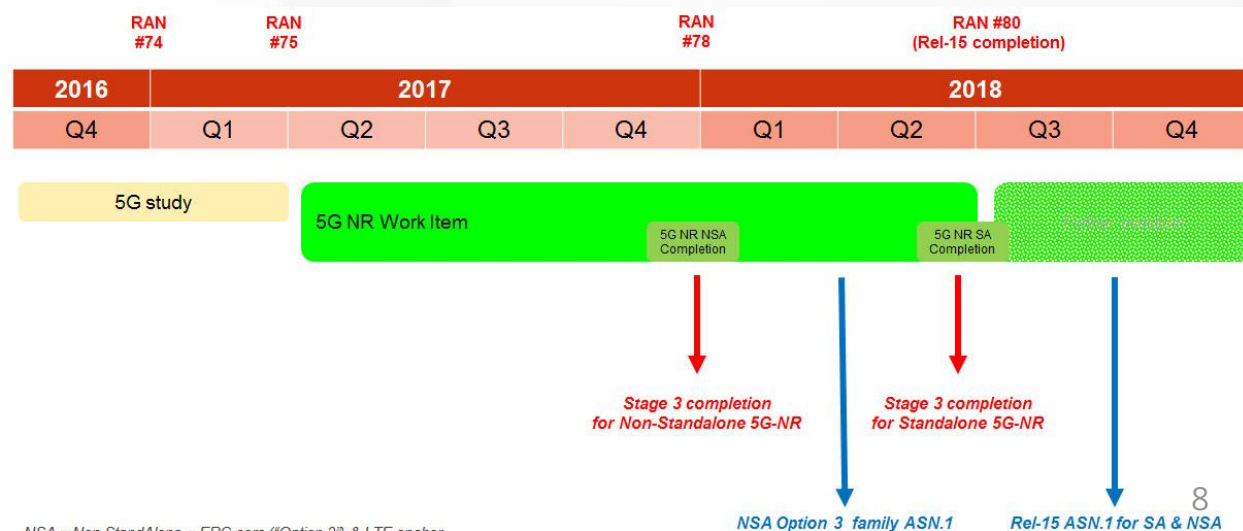 RAN
#74
RAN
#75
RAN
#78
RAN #80
(Rel-15 completion)
2016
2017
2018
Q4
Q1
Q2
Q3
Q4
Q1
Q2
Q3
Q4
5G study
5G NR Work Item
5G NR NSA
Completion
5G NR SA
Completion
Stage 3 completion
for Non-Standalone 5G-NR
Stage 3 completion
for Standalone 5G-NR
8
NSA Option 3 family ASN.1
Rel-15 ASN.1 for SA & NSA